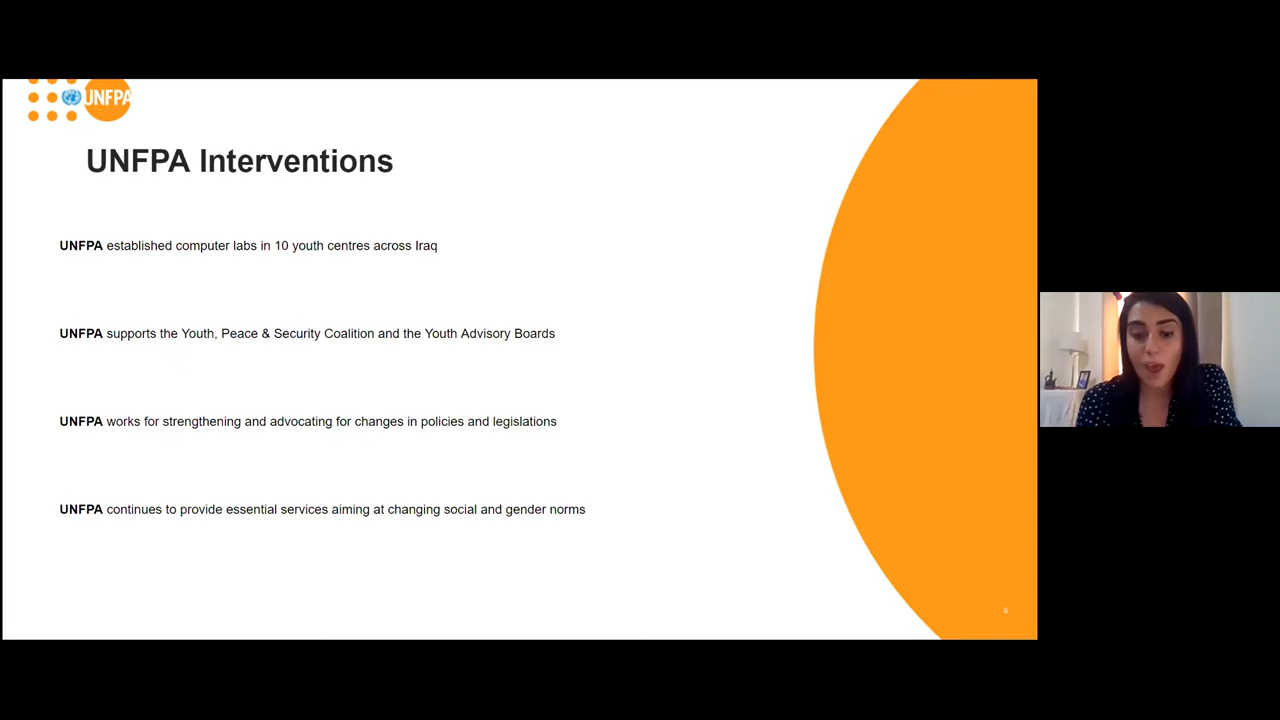 UNFPA
UNFPA Interventions
UNFPA established computer labs in 10 youth centres across Iraq
UNFPA supports the Youth, Peace & Security Coalition and the Youth Advisory Boards
UNFPA works for strengthening and advocating for changes in policies and legislations
UNFPA continues to provide essential services aiming at changing social and gender norms